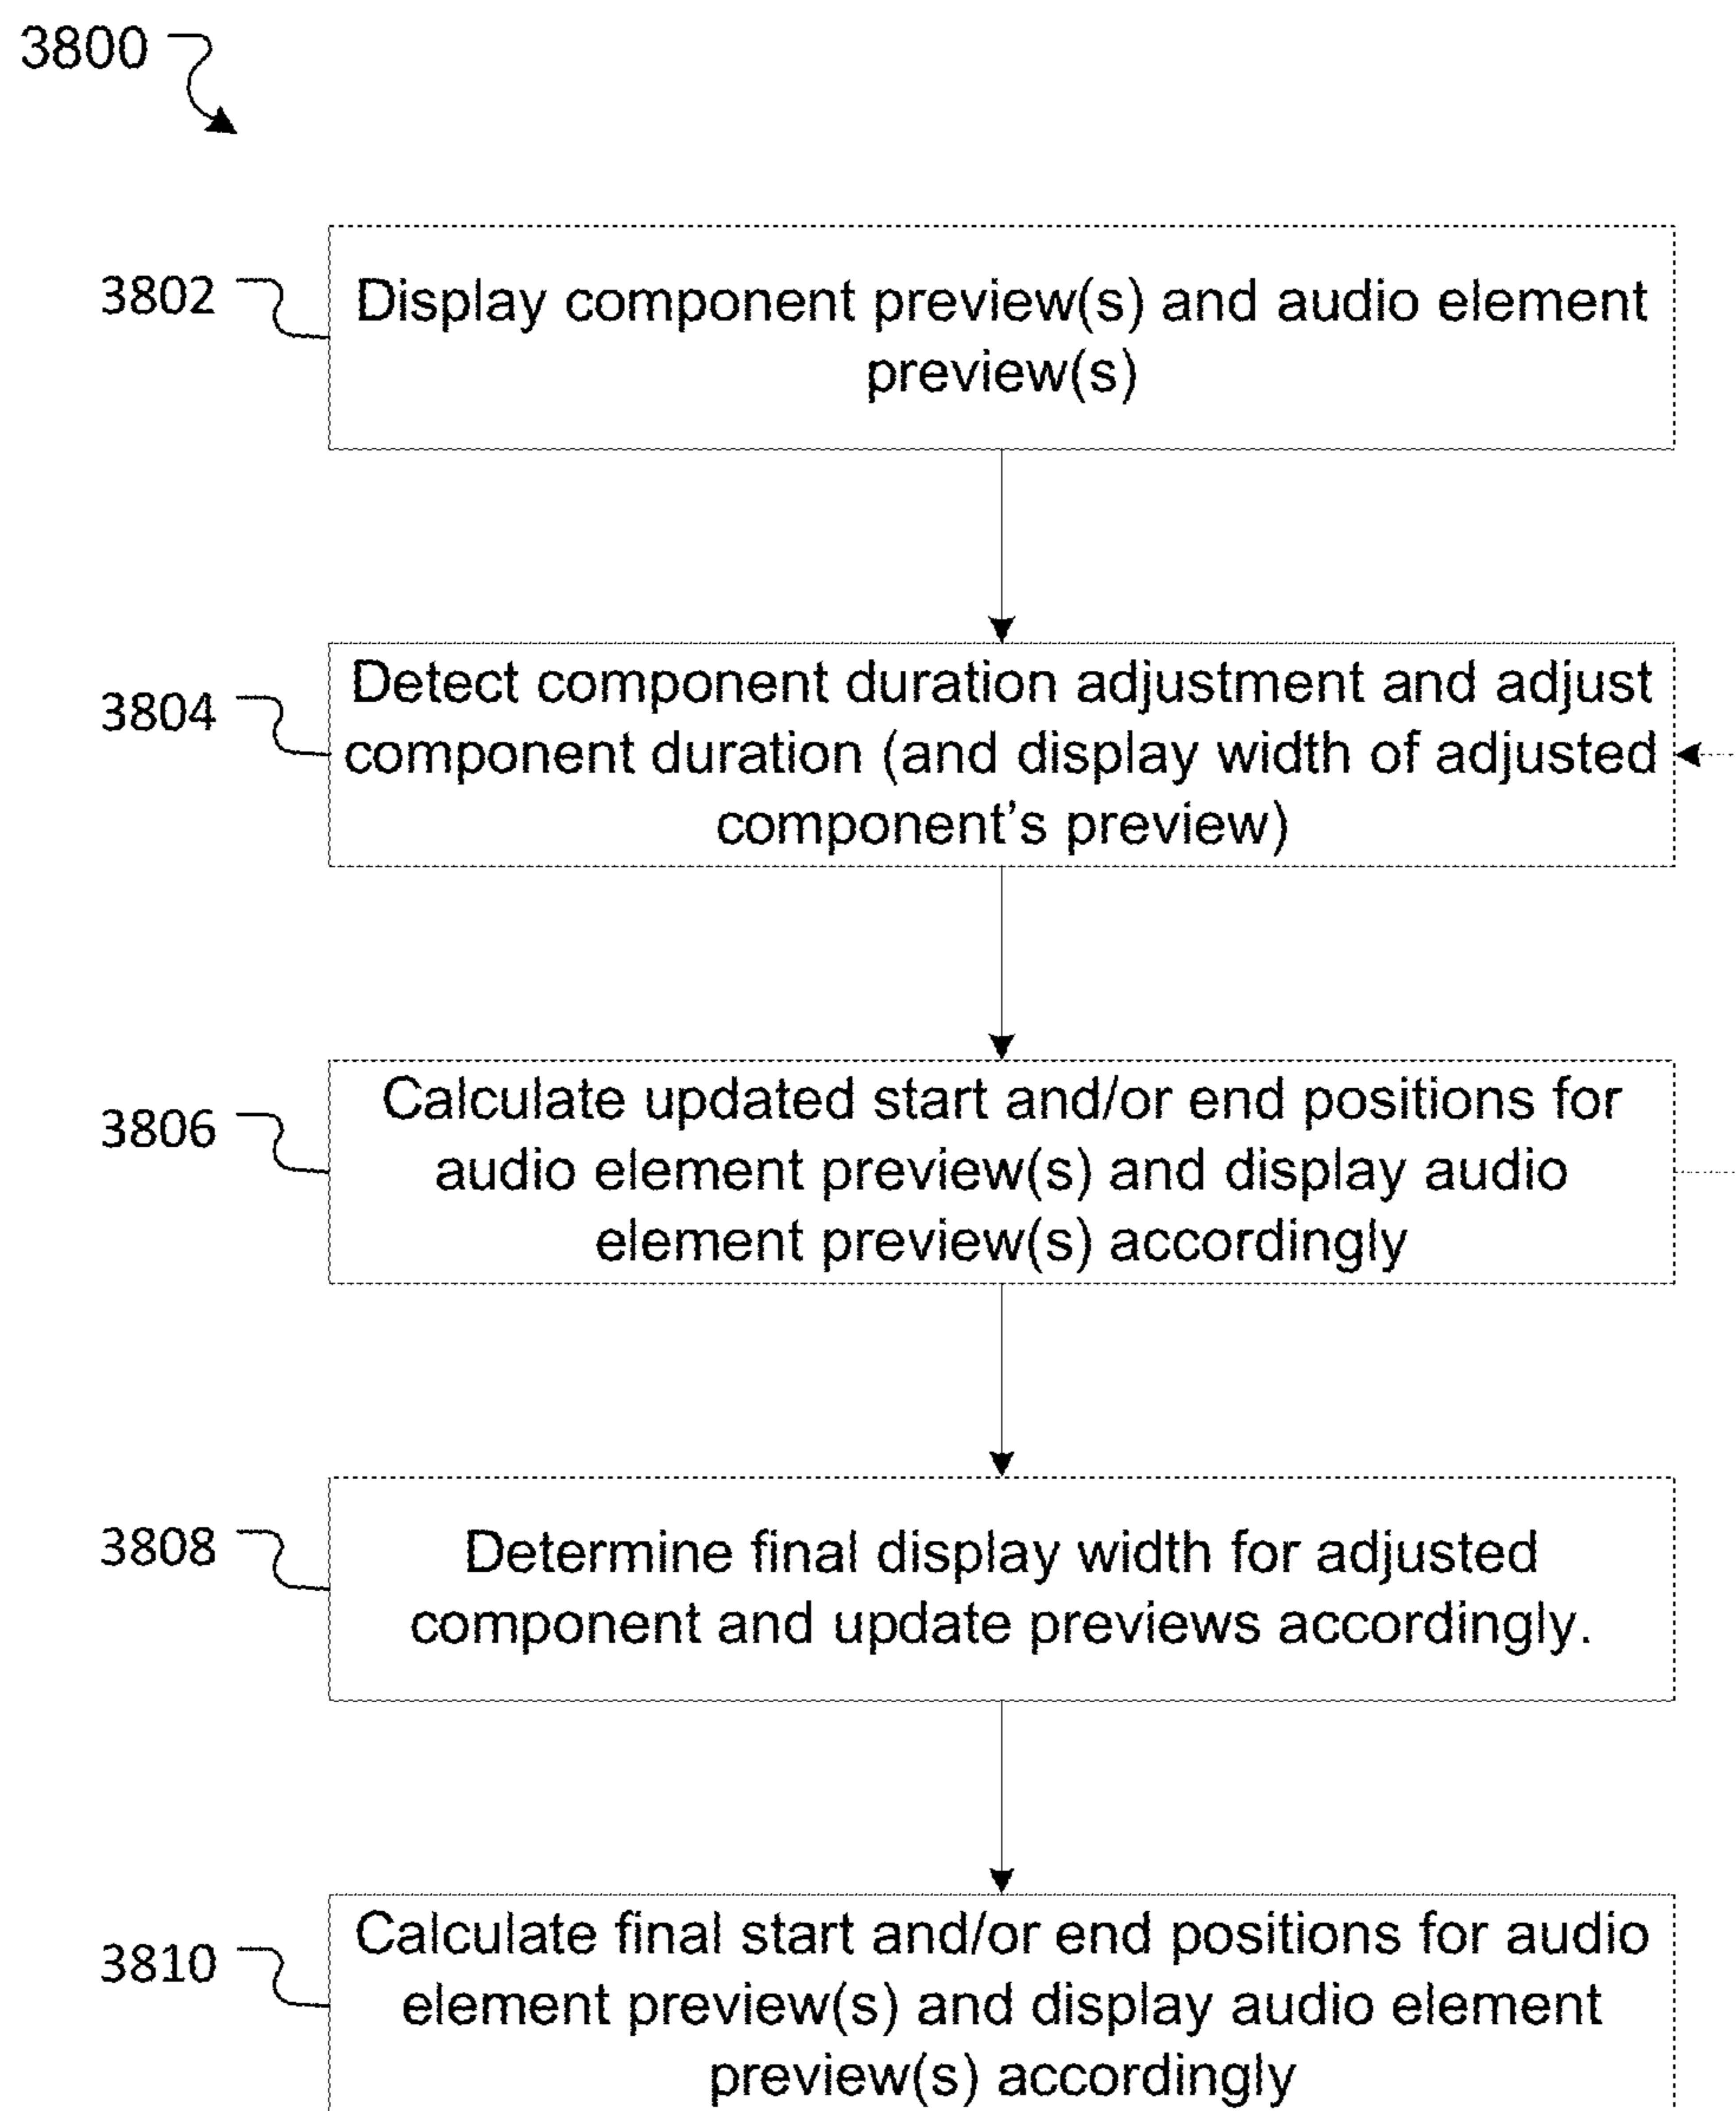 3800
3802
Display component preview(s) and audio element
preview(s)
3804
Detect component duration adjustment and adjust
component duration (and display width of adjusted
component's preview)
3806
Calculate updated start and/or end positions for
audio element preview(s) and display audio
element preview(s) accordingly
3808
Determine final display width for adjusted
component and update previews accordingly.
3810
Calculate final start and/or end positions for audio
element preview(s) and display audio element
preview(s) accordingly